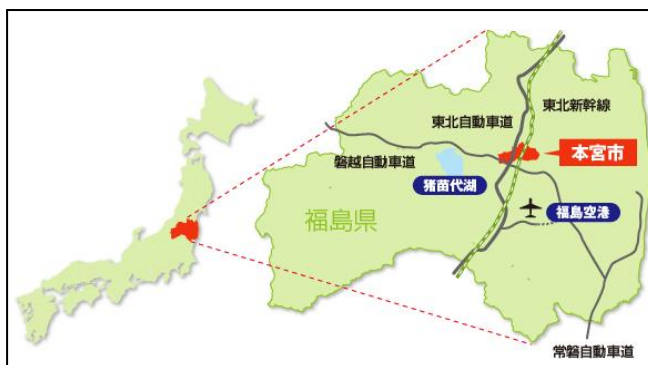 東北新幹線
東北自動車道
本宮市
磐越自動車道
猪苗代湖
福島空港
福島県
常磐自動車道